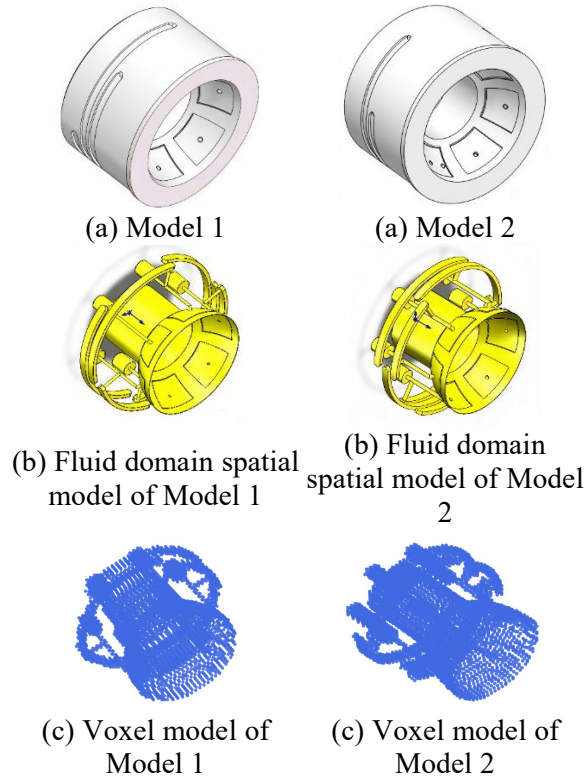 (a) Model 1
(a) Model 2
(b) Fluid domain spatial
model of Model 1
(b) Fluid domain
spatial model of Model
2
(c) Voxel model of
Model 1
(c) Voxel model of
Model 2